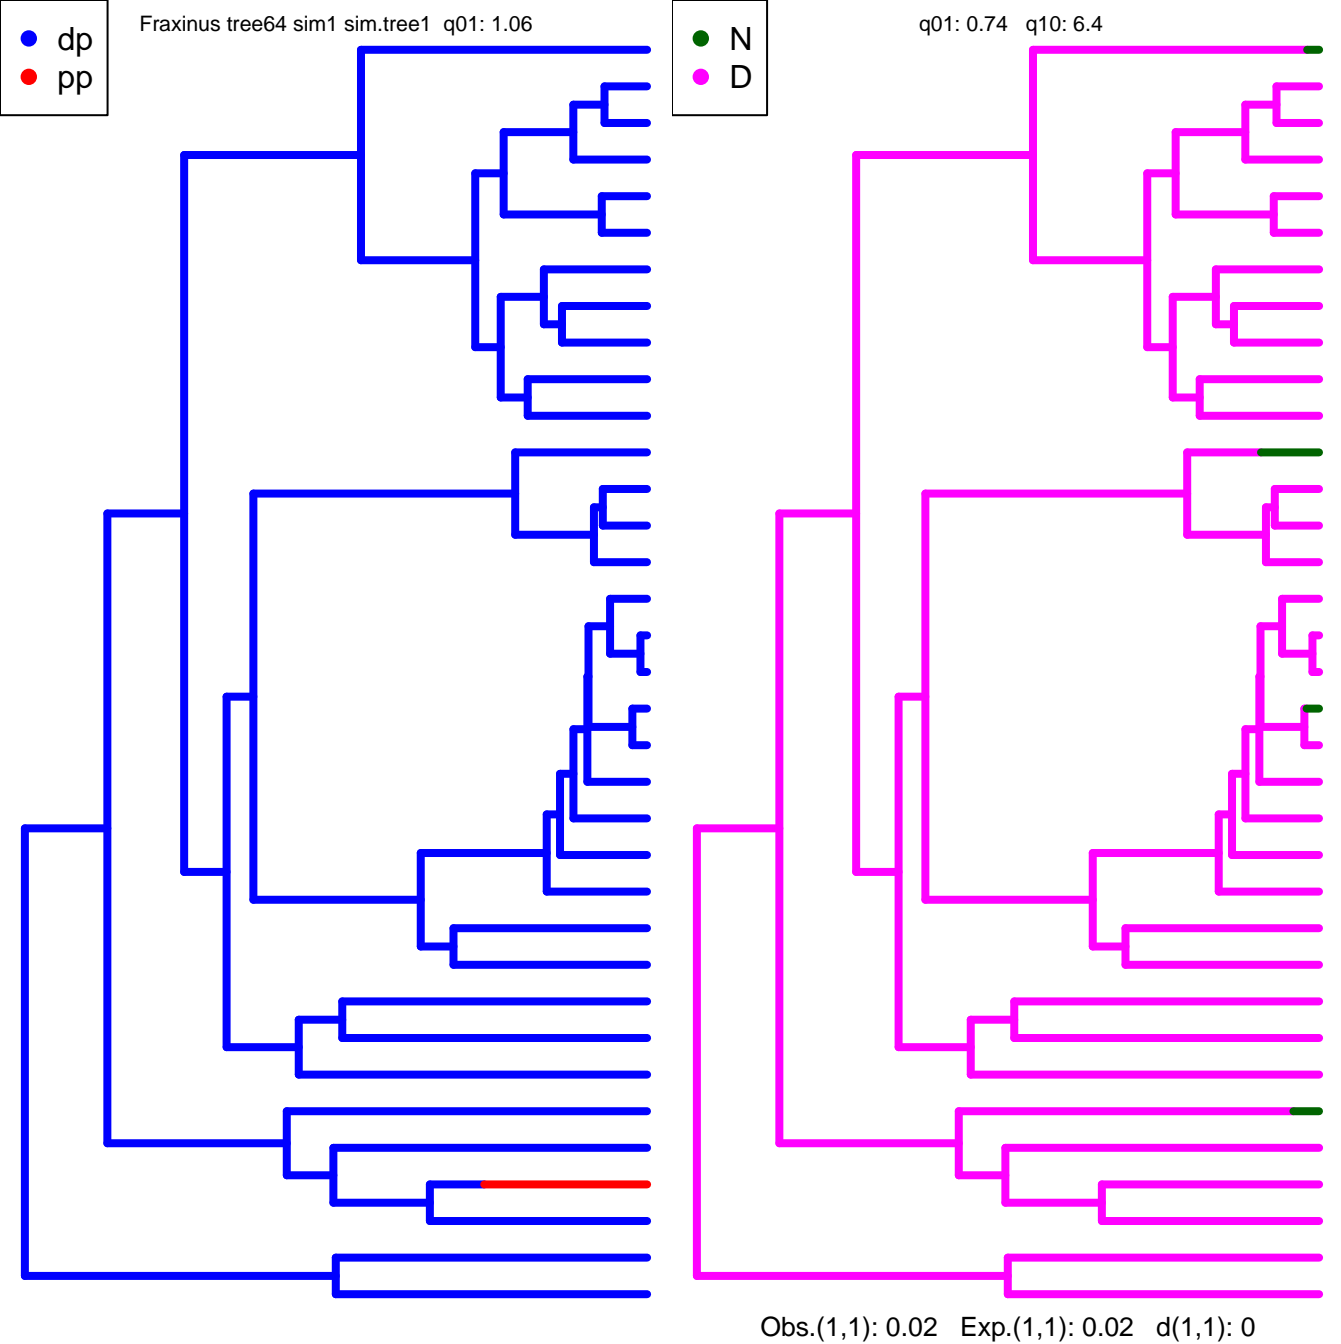 Fraxinus tree64 sim1 sim.tree1 q01: 1.06
dp
pp
q01: 0.74 q10: 6.4
N
D
Obs.(1,1): 0.02 Exp.(1,1): 0.02 d(1,1): 0